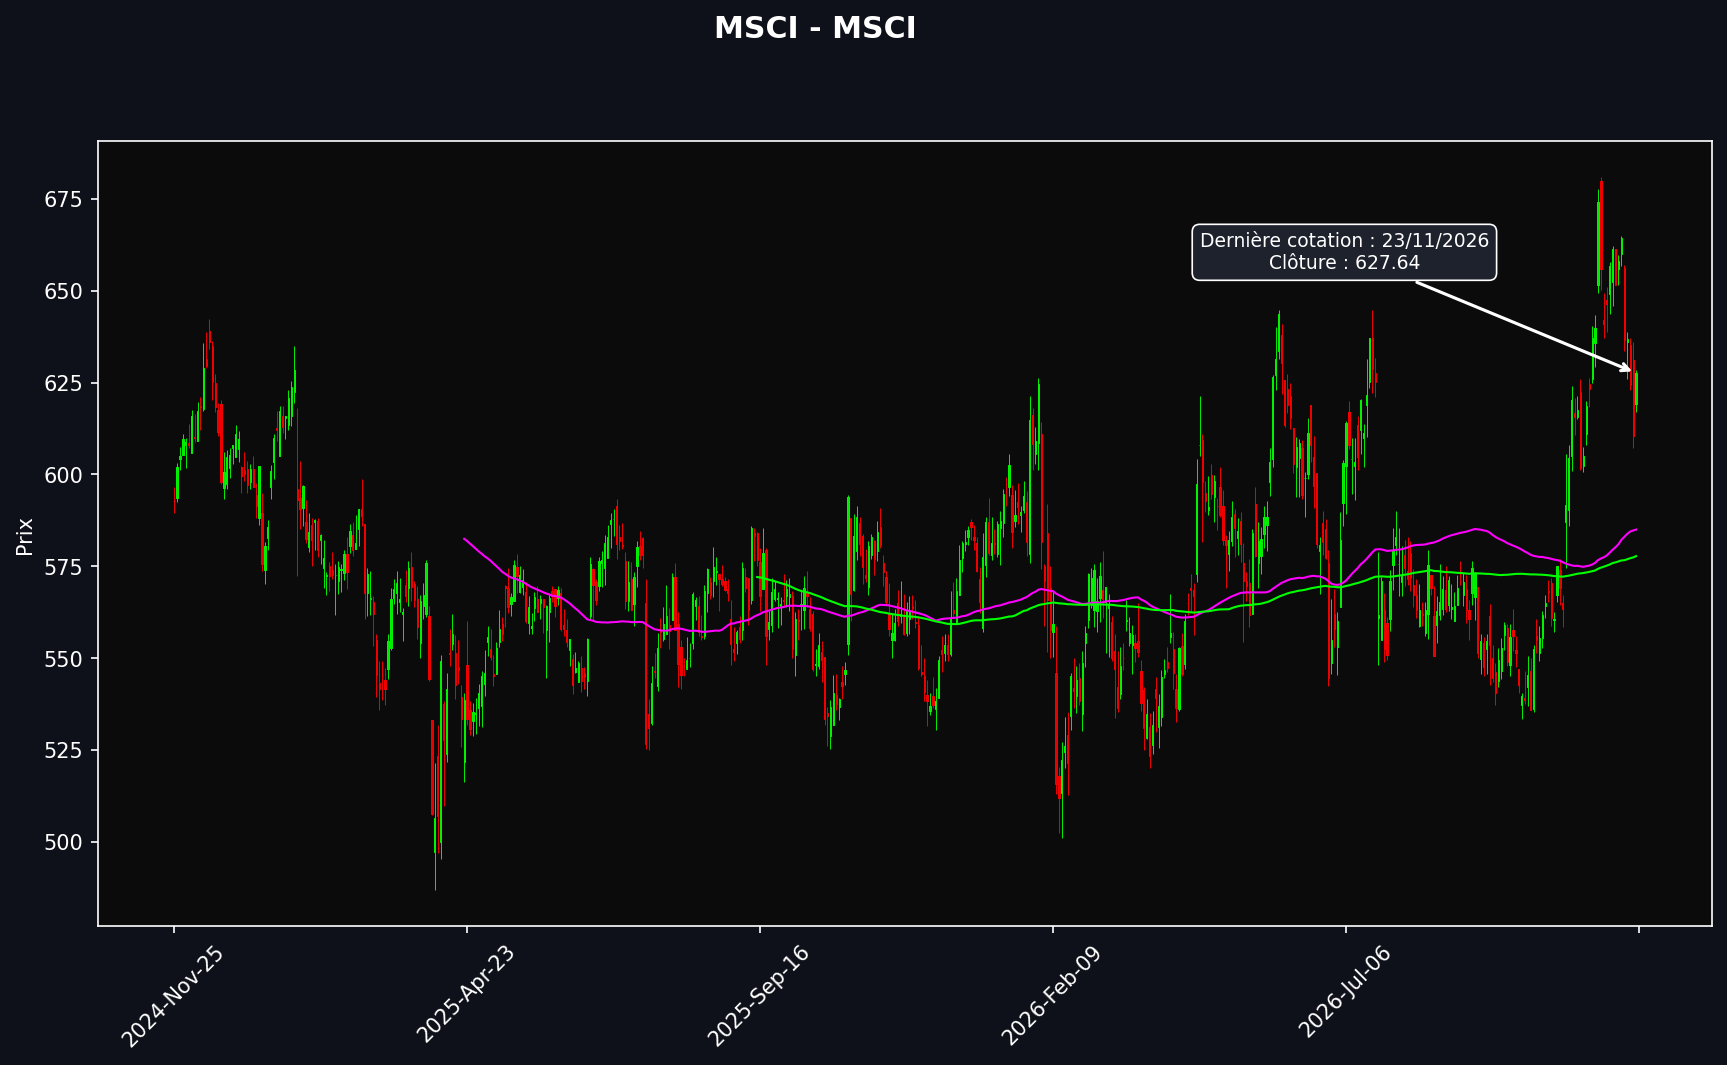 MSCI - MSCI
Prix
675
650
625
600
575
550
525
500
Dernière cotation : 23/11/2026
Clôture : 627.64
2024-Nov-25
2025-Apr-23
2025-Sep-16
2026-Feb-09
2026-Jul-06